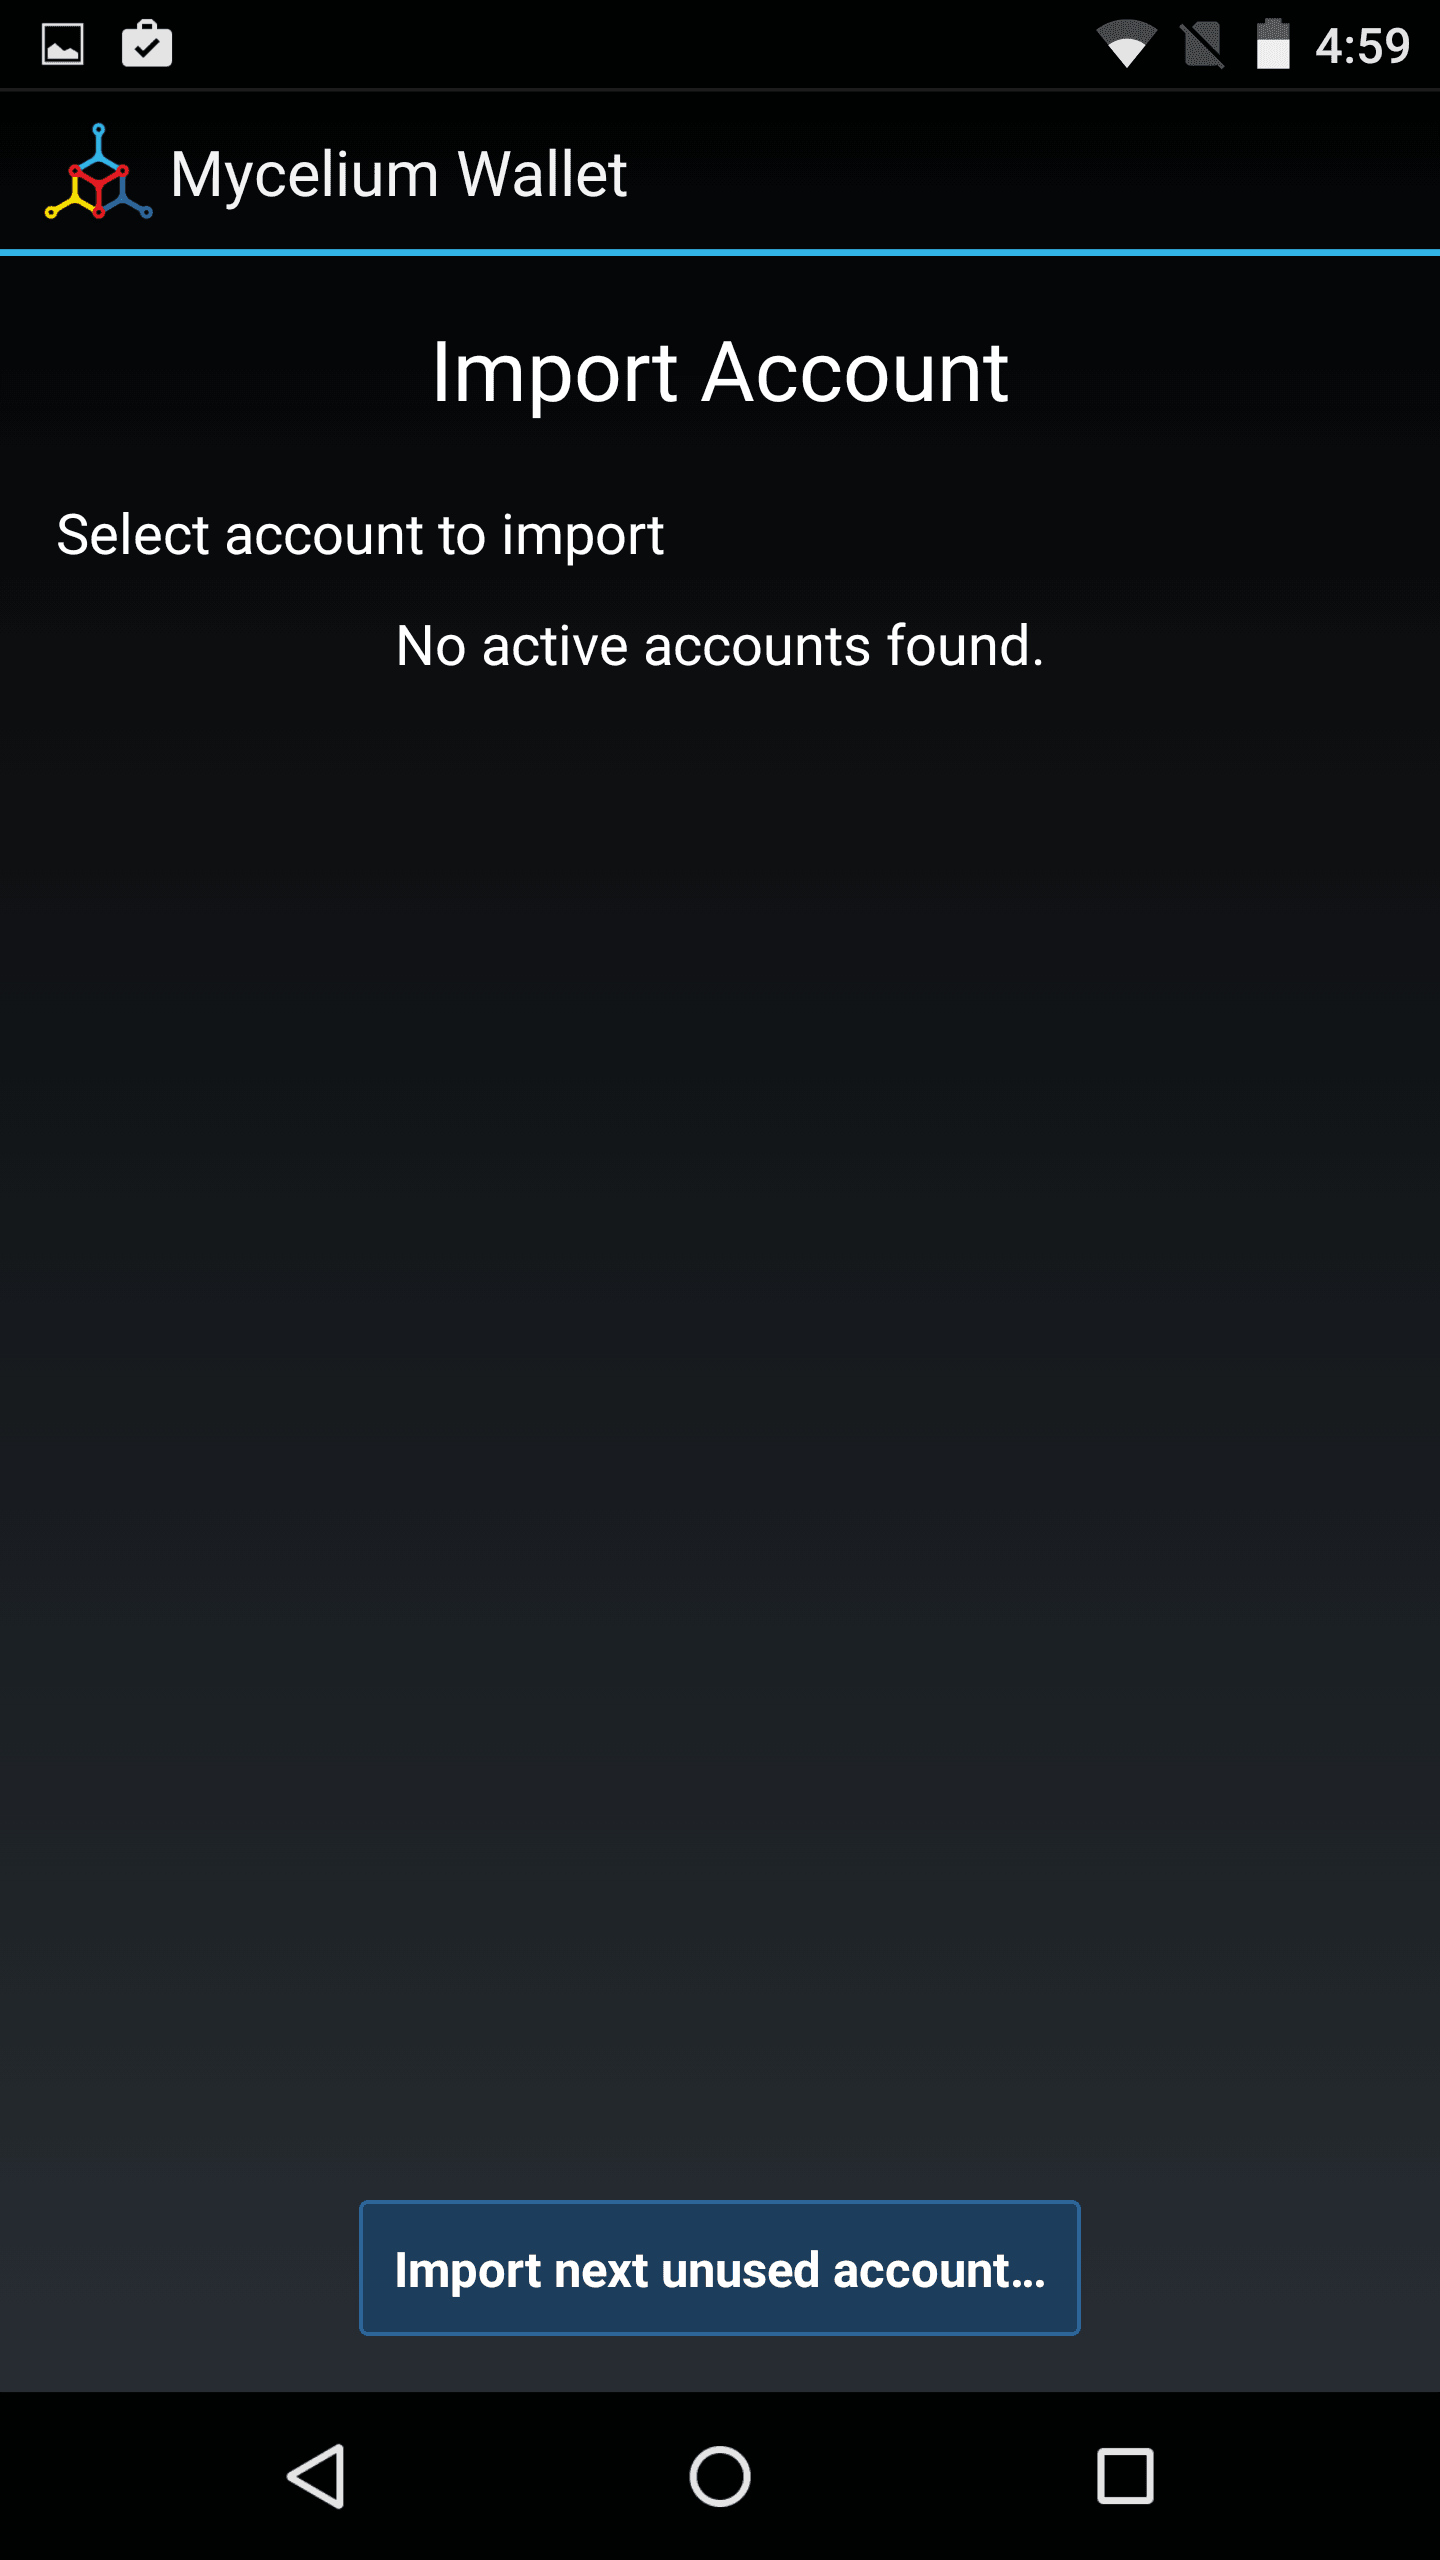 4:59
Mycelium Wallet
Import Account
Select account to import
No active accounts found.
Import next unused account...